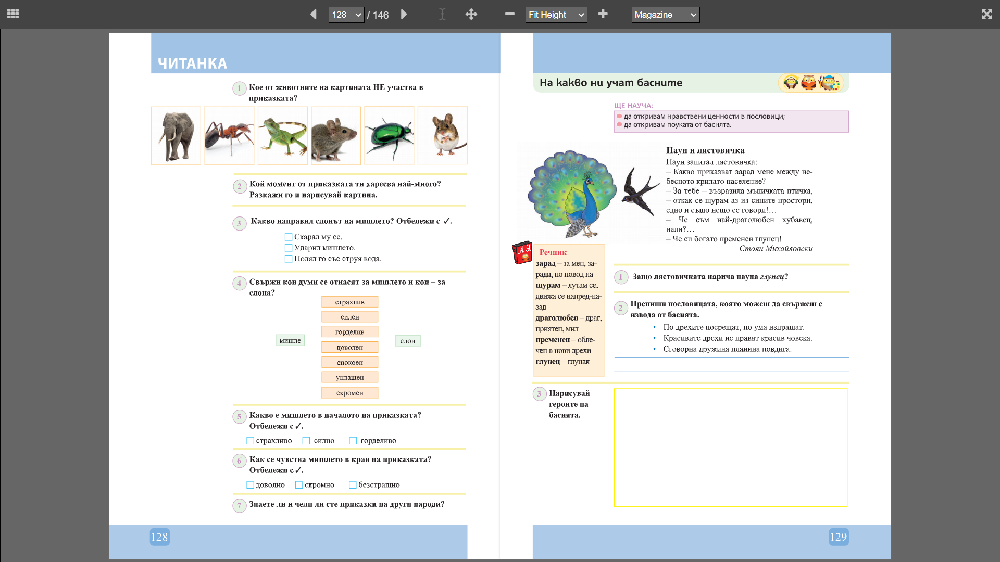 128 / 146 Fit Height Magazine
ЧИТАНКА
1 Кое от животните на картината НЕ участва в
приказката?
2 Кой момент от приказката ти харесва най-много?
Разкажи го и нарисувай картина.
3 Какво направил слонът на мишлето? Отбележи с ✓.
Скарал му се.
Ударил мишлето.
Полял го със струя вода.
4 Свържи кои думи се отнасят за мишлето и кои – за
слона?
страхлив
силен
горделив
мишле
доволен
слон
спокоен
уплашен
скромен
5 Какво е мишлето в началото на приказката?
Отбележи с ✓.
страхливо силно горделиво
6 Как се чувства мишлето в края на приказката?
Отбележи с ✓.
доволно скромно безстрашно
7 Знаете ли и чели ли сте приказки на други народи?
128
На какво ни учат басните
ЩЕ НАУЧА:
да откривам нравствени ценности в пословици;
да откривам поуката от баснята.
Паун и лястовичка
Паун запитал лястовичка:
– Какво приказват зарад мене между не-
бесното крилато население?
– За тебе – възразила мъничката птичка,
– откак се щурам аз из сините простори,
едно и също нещо се говори!…
– Че съм най-драголюбен хубавец,
нали?…
– Че си богато променен глупец!
Стоян Михайловски
А Я
Речник
зарад – за мен, за-
ради, по повод на
щурам – лутам се,
движа се напред-на-
зад
драголюбен – драг,
приятен, мил
пременен – обле-
чен в нови дрехи
глупец – глупак
1 Защо лястовичката нарича пауна глупец?
2 Препиши пословицата, която можеш да свържеш с
извода от баснята.
• По дрехите посрещат, по ума изпращат.
• Красивите дрехи не правят красив човека.
• Сговорна дружина планина повдига.
3 Нарисувай
героите на
баснята.
129